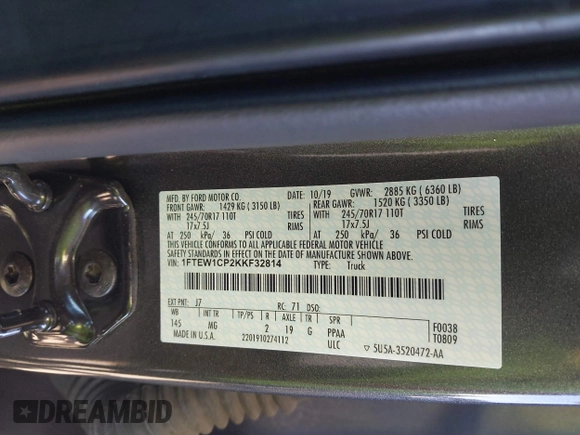 MFD. BY FORD MOTOR CO. 10/19 GVWR: 2885 KG ( 6360 LB)
FRONT GAWR: 1429 KG ( 3150 LB) REAR GAWR: 1520 KG ( 3350 LB)
WITH 245/70R17 110T TIRES WITH 245/70R17 110T TIRES
17x7.5J RIMS 17x7.5J RIMS
AT 250 kPa/ 36 PSI COLD AT 250 kPa/ 36 PSI COLD
THIS VEHICLE CONFORMS TO ALL APPLICABLE FEDERAL MOTOR VEHICLE
SAFETY STANDARDS IN EFFECT ON THE DATE OF MANUFACTURE SHOWN ABOVE.
VIN: 1FTEW1CP2KKF32814 TYPE: Truck
EXT PNT: J7 RC: 71 DSO:
WB INT TR TP/PS R AXLE TR SPR
145 MG 2 19 G PPAA F0038
ULC T0809
MADE IN U.S.A. 2201910274112 ▽ 5U5A-3520472-AA
DREAMBID